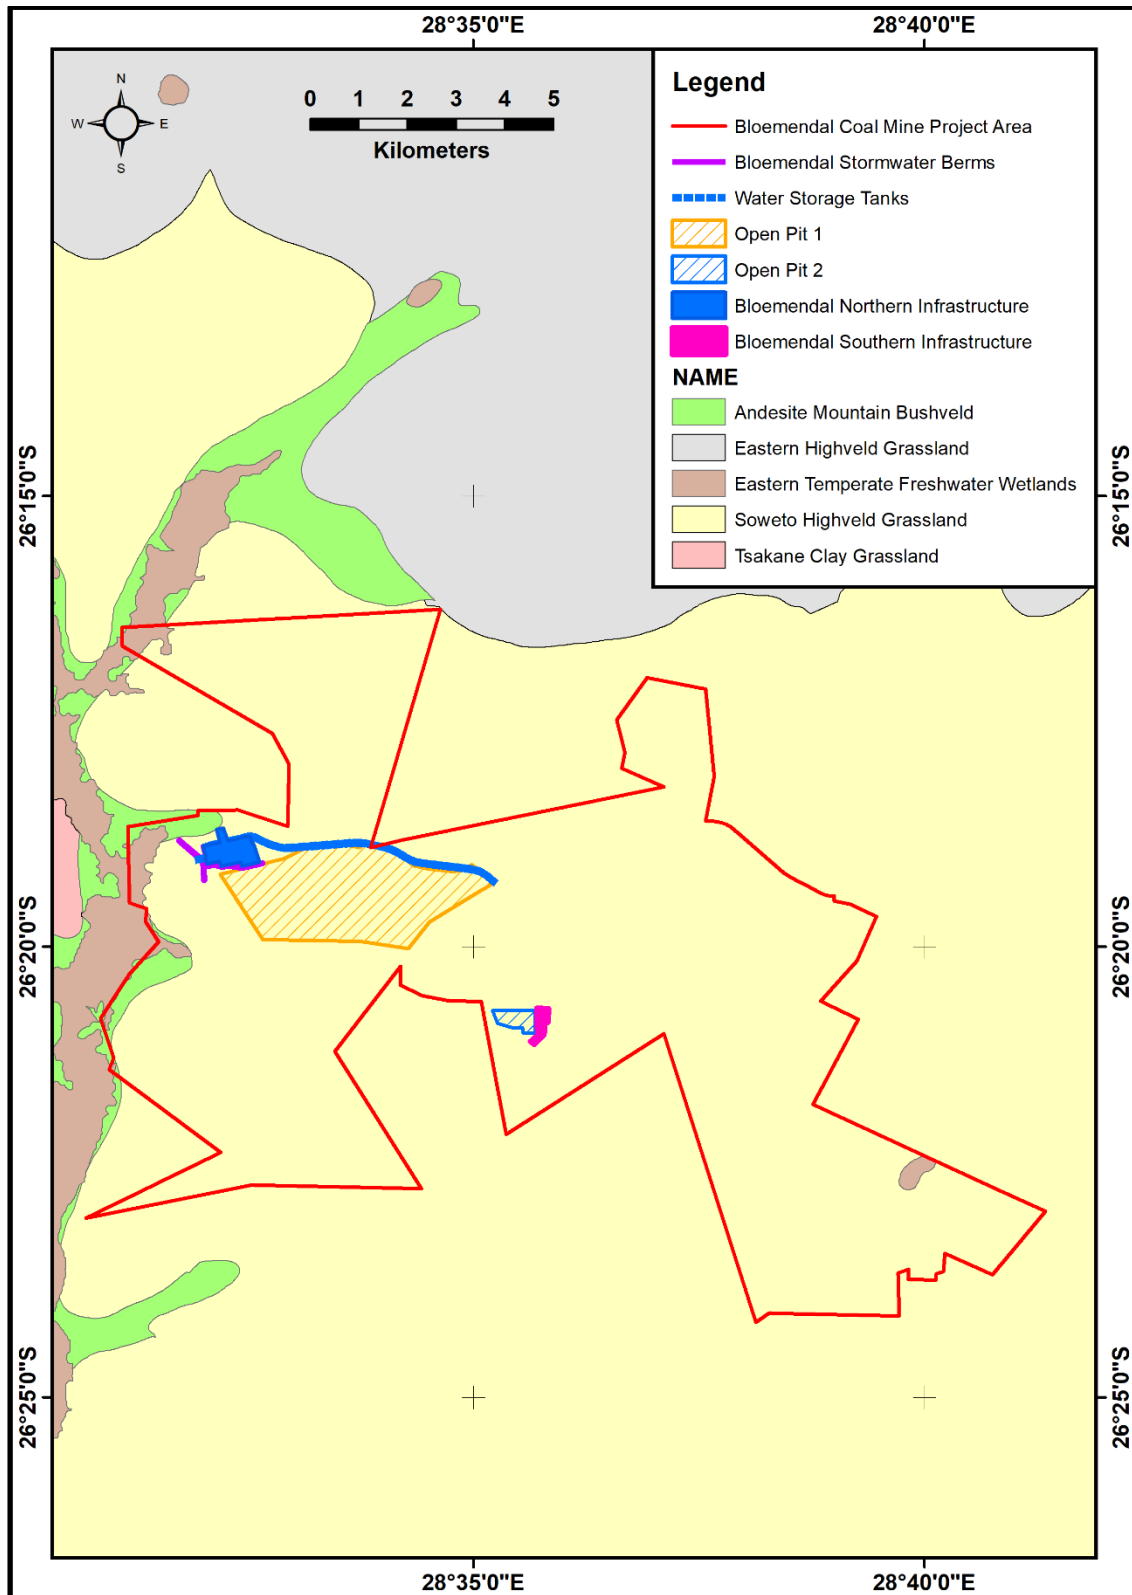 28°35'0"E
28°40'0"E
N
W
E
S
0 1 2 3 4 5
Kilometers
Legend
Bloemendal Coal Mine Project Area
Bloemendal Stormwater Berms
Water Storage Tanks
Open Pit 1
Open Pit 2
Bloemendal Northern Infrastructure
Bloemendal Southern Infrastructure
NAME
Andesite Mountain Bushveld
Eastern Highveld Grassland
Eastern Temperate Freshwater Wetlands
Soweto Highveld Grassland
Tsakane Clay Grassland
26°15'0"S
26°15'0"S
26°20'0"S
26°20'0"S
26°25'0"S
26°25'0"S
28°35'0"E
28°40'0"E